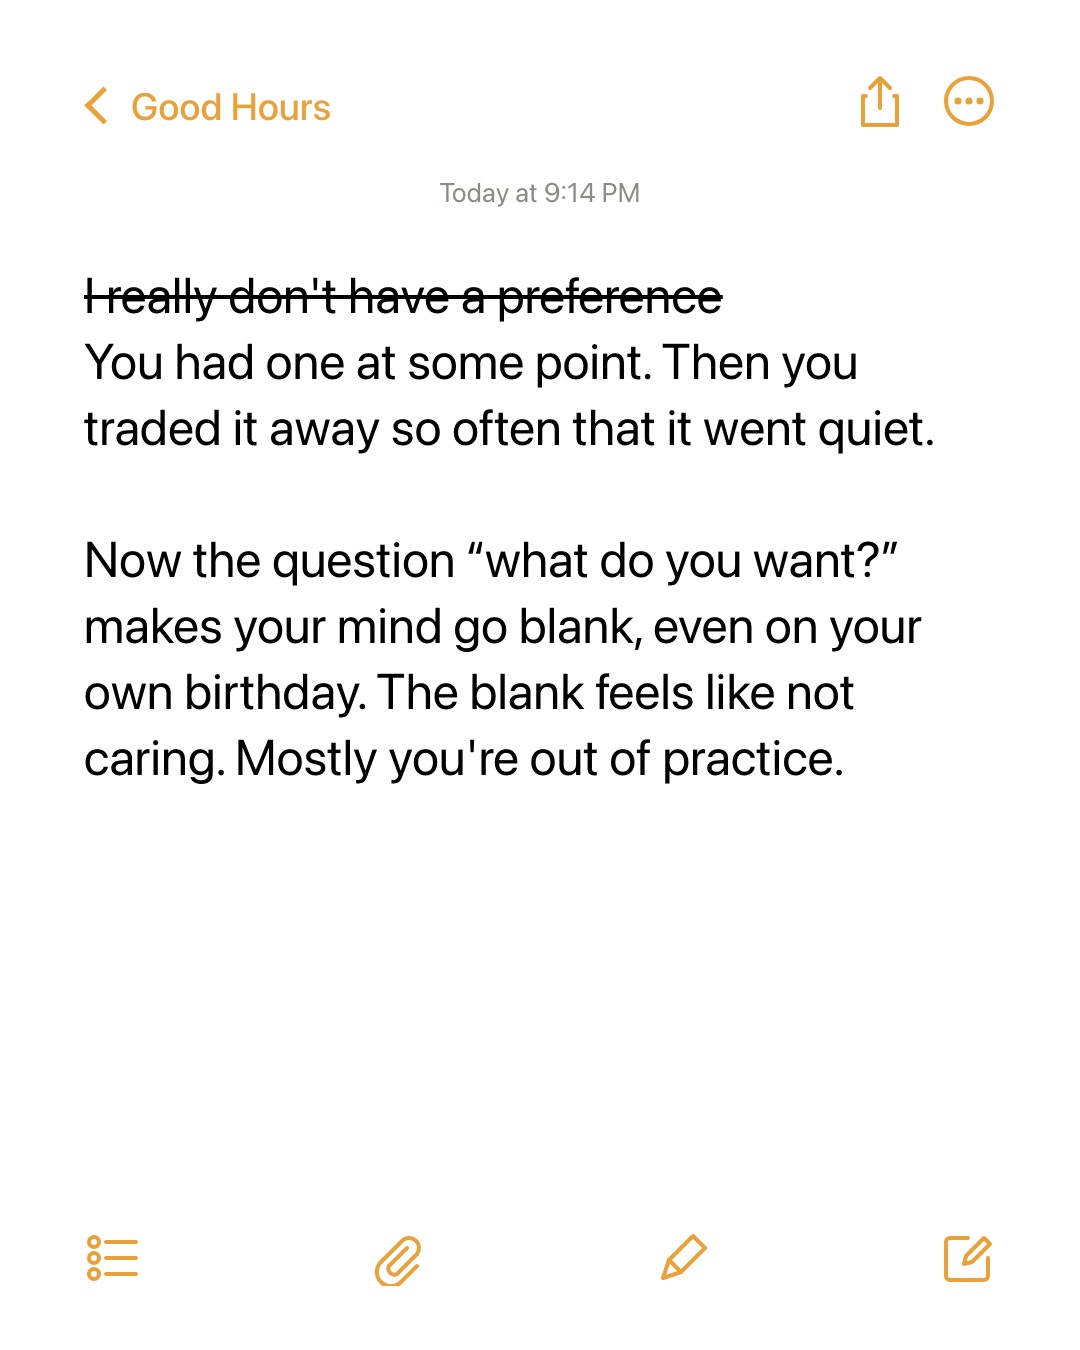 Good Hours
Today at 9:14 PM
I really don't have a preference
You had one at some point. Then you
traded it away so often that it went quiet.
Now the question “what do you want?”
makes your mind go blank, even on your
own birthday. The blank feels like not
caring. Mostly you're out of practice.